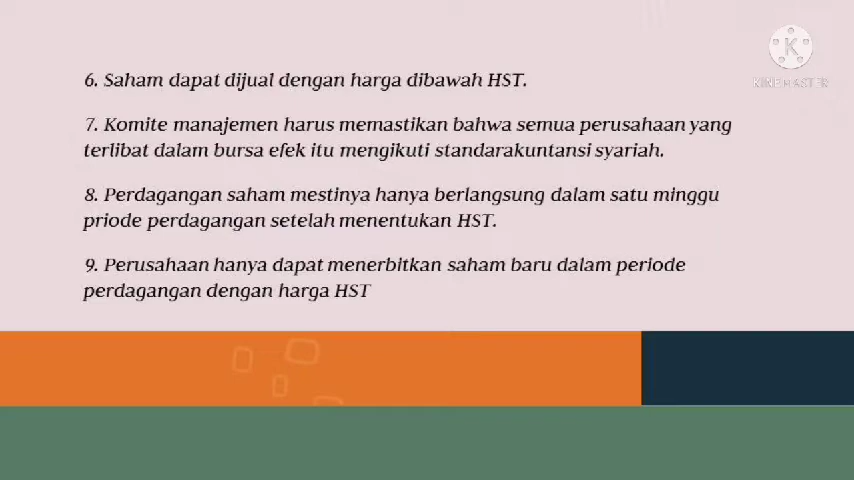 6. Saham dapat dijual dengan harga dibawah HST.
7. Komite manajemen harus memastikan bahwa semua perusahaan yang
terlibat dalam bursa efek itu mengikuti standarakuntansi syariah.
8. Perdagangan saham mestinya hanya berlangsung dalam satu minggu
priode perdagangan setelah menentukan HST.
9. Perusahaan hanya dapat menerbitkan saham baru dalam periode
perdagangan dengan harga HST
K
KINEMASTER